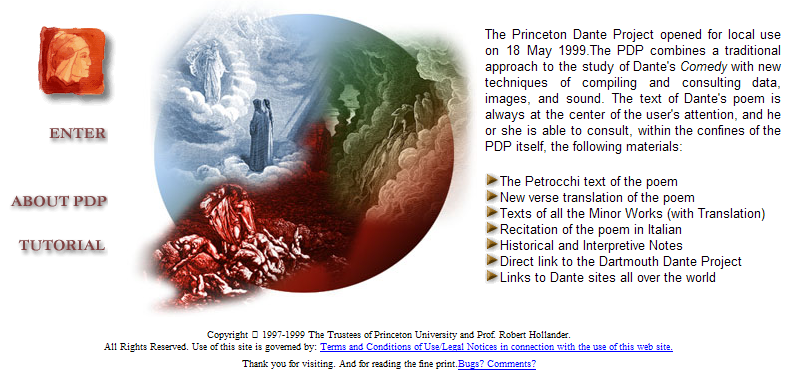 ENTER
ABOUT PDP
TUTORIAL
The Princeton Dante Project opened for local use
on 18 May 1999.The PDP combines a traditional
approach to the study of Dante's Comedy with new
techniques of compiling and consulting data,
images, and sound. The text of Dante's poem is
always at the center of the user's attention, and he
or she is able to consult, within the confines of the
PDP itself, the following materials:
The Petrocchi text of the poem
New verse translation of the poem
Texts of all the Minor Works (with Translation)
Recitation of the poem in Italian
Historical and Interpretive Notes
Direct link to the Dartmouth Dante Project
Links to Dante sites all over the world
Copyright 1997-1999 The Trustees of Princeton University and Prof. Robert Hollander.
All Rights Reserved. Use of this site is governed by: Terms and Conditions of Use/Legal Notices in connection with the use of this web site.
Thank you for visiting. And for reading the fine print.Bugs? Comments?